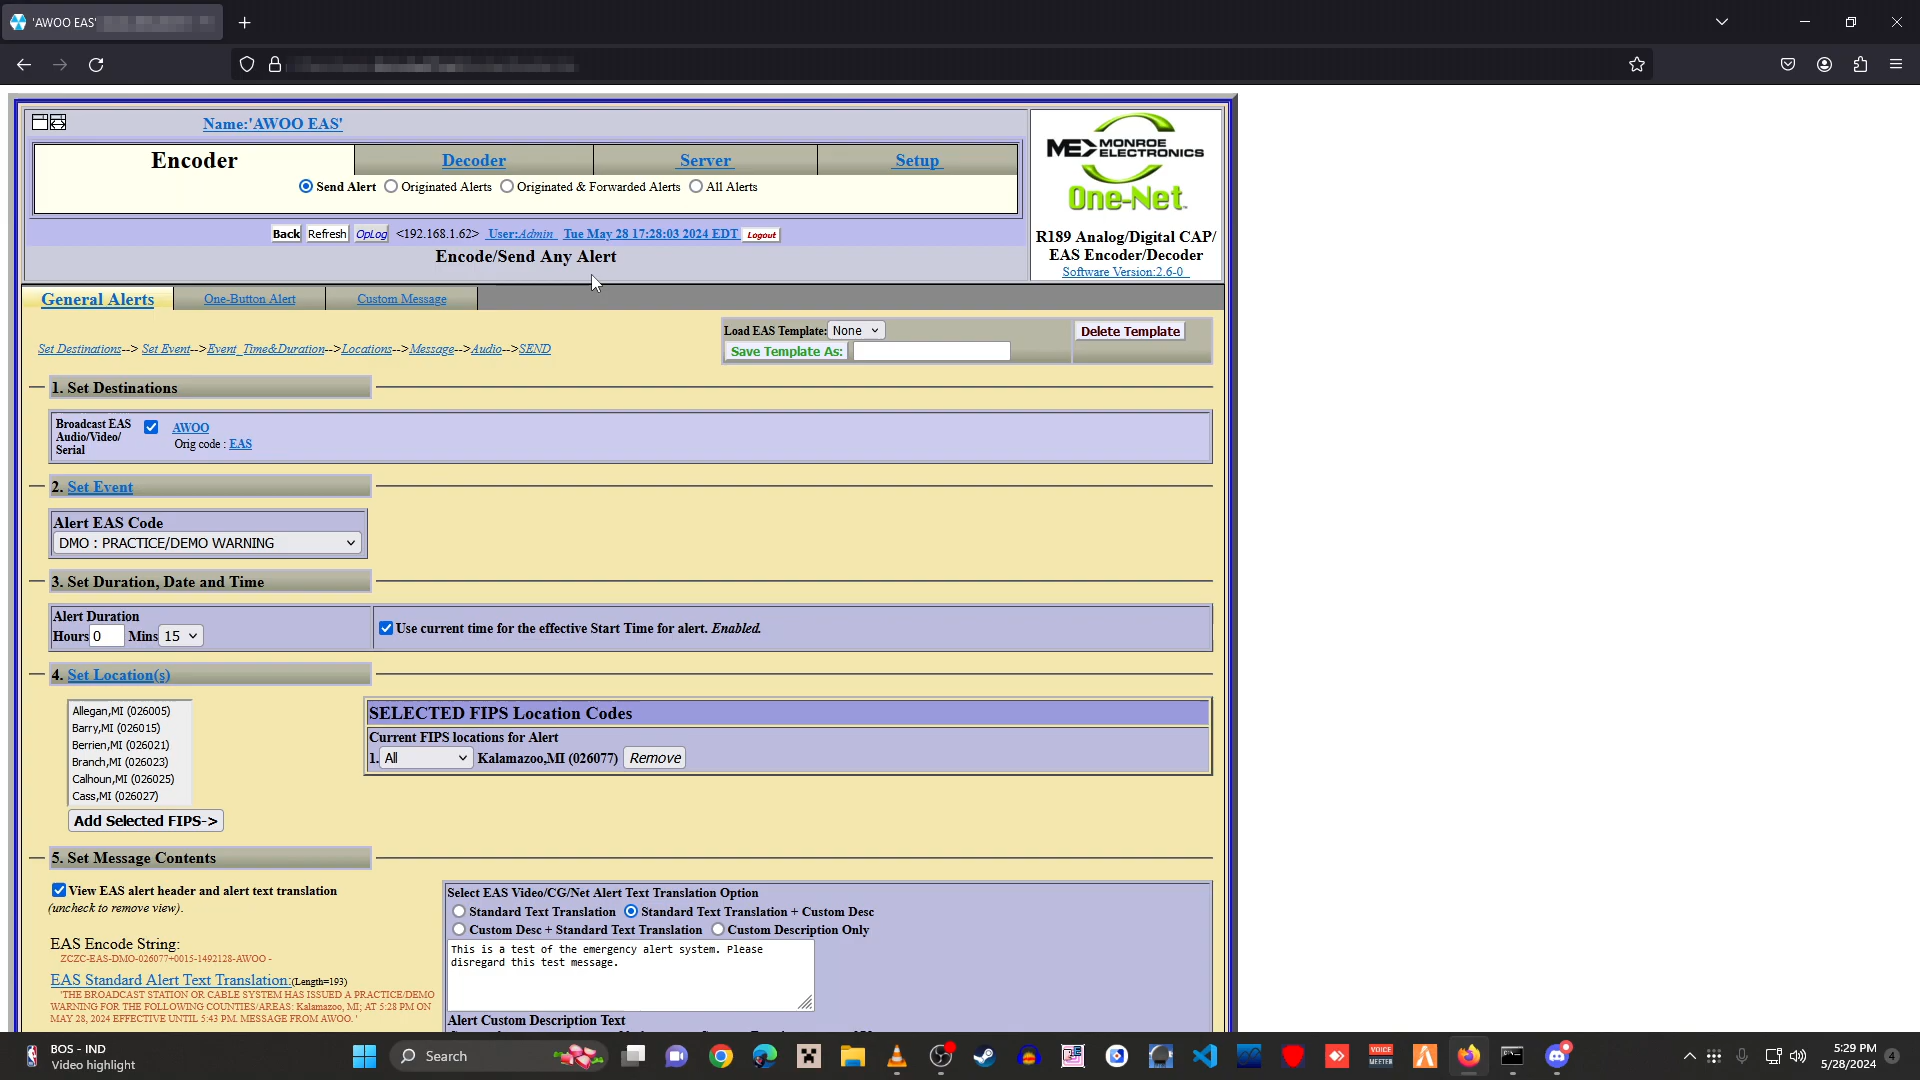 'AWOO EAS'
Name:'AWOO EAS'
Encoder Decoder Server Setup
Send Alert Originated Alerts Originated & Forwarded Alerts All Alerts
Back Refresh OpLog <192.168.1.62> User:Admin Tue May 28 17:28:03 2024 EDT Logout
Encode/Send Any Alert
MONROE
ELECTRONICS
One-Net
R189 Analog/Digital CAP/
EAS Encoder/Decoder
Software Version:2.6-0
General Alerts One-Button Alert Custom Message
Set Destinations--> Set Event-->Event_Time&Duration-->Locations-->Message-->Audio-->SEND
Load EAS Template: None Delete Template
Save Template As:
1. Set Destinations
Broadcast EAS
Audio/Video/
Serial
AWOO
Orig code : EAS
2. Set Event
Alert EAS Code
DMO : PRACTICE/DEMO WARNING
3. Set Duration, Date and Time
Alert Duration
Hours 0 Mins 15
Use current time for the effective Start Time for alert. Enabled.
4. Set Location(s)
Allegan,MI (026005)
Barry,MI (026015)
Berrien,MI (026021)
Branch,MI (026023)
Calhoun,MI (026025)
Cass,MI (026027)
Add Selected FIPS->
SELECTED FIPS Location Codes
Current FIPS locations for Alert
1. All Kalamazoo,MI (026077) Remove
5. Set Message Contents
View EAS alert header and alert text translation
(uncheck to remove view).
EAS Encode String:
ZCZC-EAS-DMO-026077+0015-1492128-AWOO -
EAS Standard Alert Text Translation:(Length=193)
'THE BROADCAST STATION OR CABLE SYSTEM HAS ISSUED A PRACTICE/DEMO
WARNING FOR THE FOLLOWING COUNTIES/AREAS: Kalamazoo, MI; AT 5:28 PM ON
MAY 28, 2024 EFFECTIVE UNTIL 5:43 PM. MESSAGE FROM AWOO. '
Select EAS Video/CG/Net Alert Text Translation Option
Standard Text Translation Standard Text Translation + Custom Desc
Custom Desc + Standard Text Translation Custom Description Only
This is a test of the emergency alert system. Please
disregard this test message.
Alert Custom Description Text
BOS - IND
Video highlight
Search
VOICE
MEETER
5:29 PM
5/28/2024
4